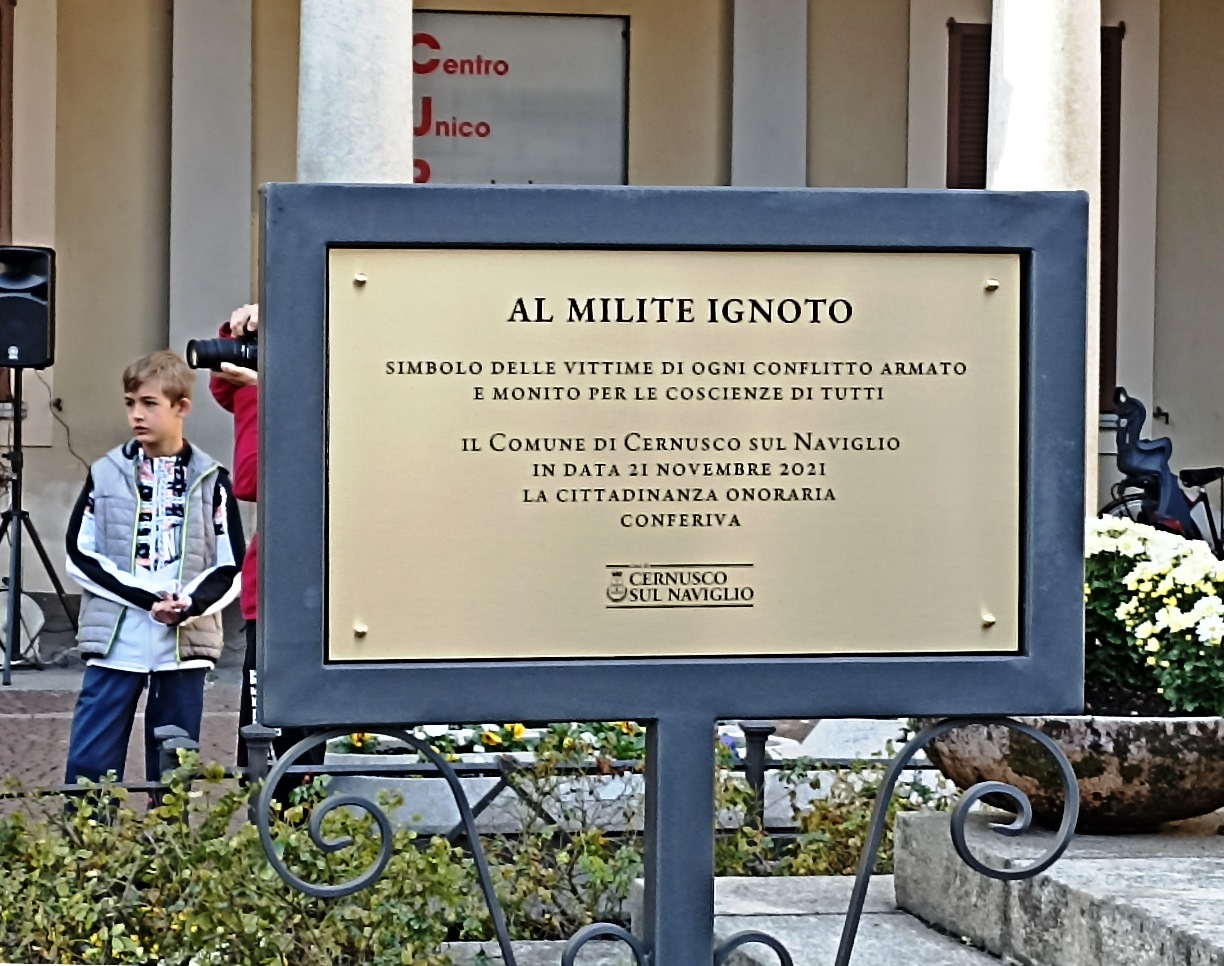 Centro
Unico
AL MILITE IGNOTO
SIMBOLO DELLE VITTIME DI OGNI CONFLITTO ARMATO
E MONITO PER LE COSCIENZE DI TUTTI
IL COMUNE DI CERNUSCO SUL NAVIGLIO
IN DATA 21 NOVEMBRE 2021
LA CITTADINANZA ONORARIA
CONFERIVA
CERNUSCO
SUL NAVIGLIO